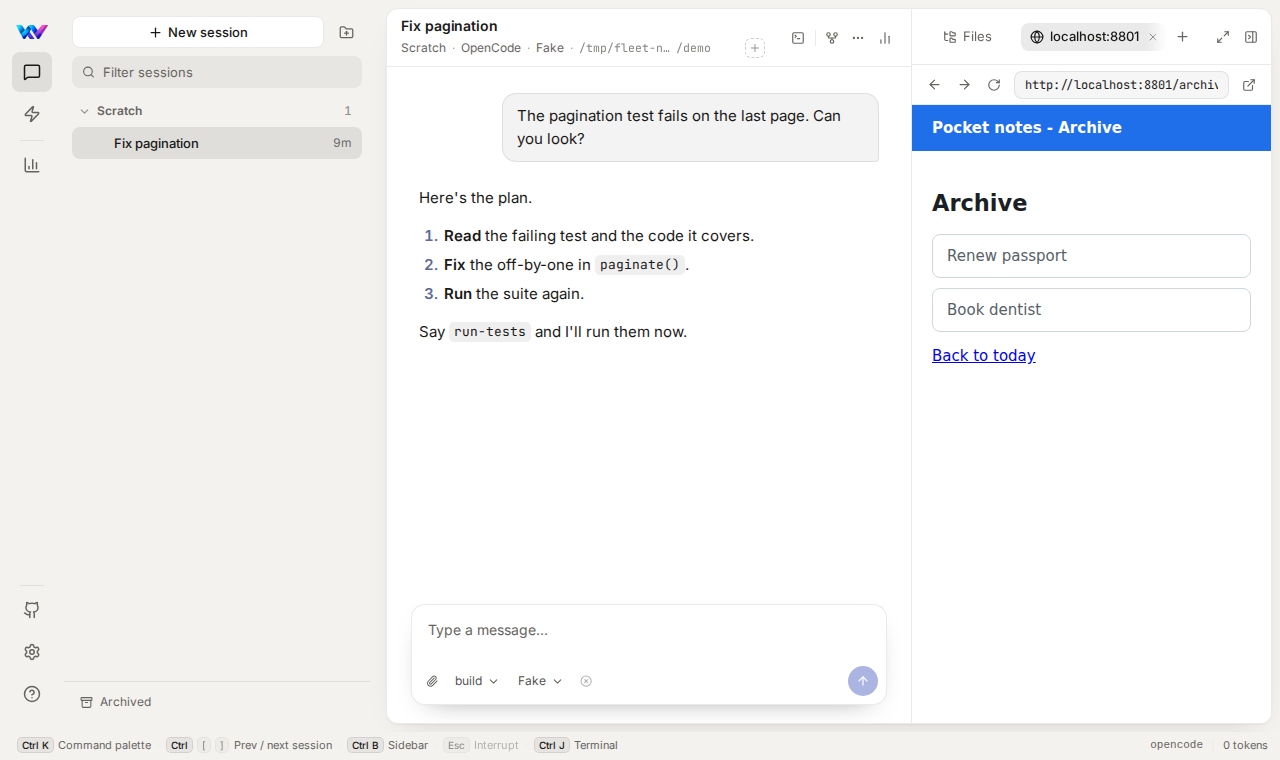 New session
Filter sessions
Scratch 1
Fix pagination 9m
Archived
Fix pagination
Scratch · OpenCode · Fake · /tmp/fleet-n… /demo
The pagination test fails on the last page. Can
you look?
Here's the plan.
1. Read the failing test and the code it covers.
2. Fix the off-by-one in paginate().
3. Run the suite again.
Say run-tests and I'll run them now.
Type a message...
build Fake
Files localhost:8801
http://localhost:8801/archiv
Pocket notes - Archive
Archive
Renew passport
Book dentist
Back to today
Ctrl K Command palette Ctrl [ ] Prev / next session Ctrl B Sidebar Esc Interrupt Ctrl J Terminal opencode 0 tokens